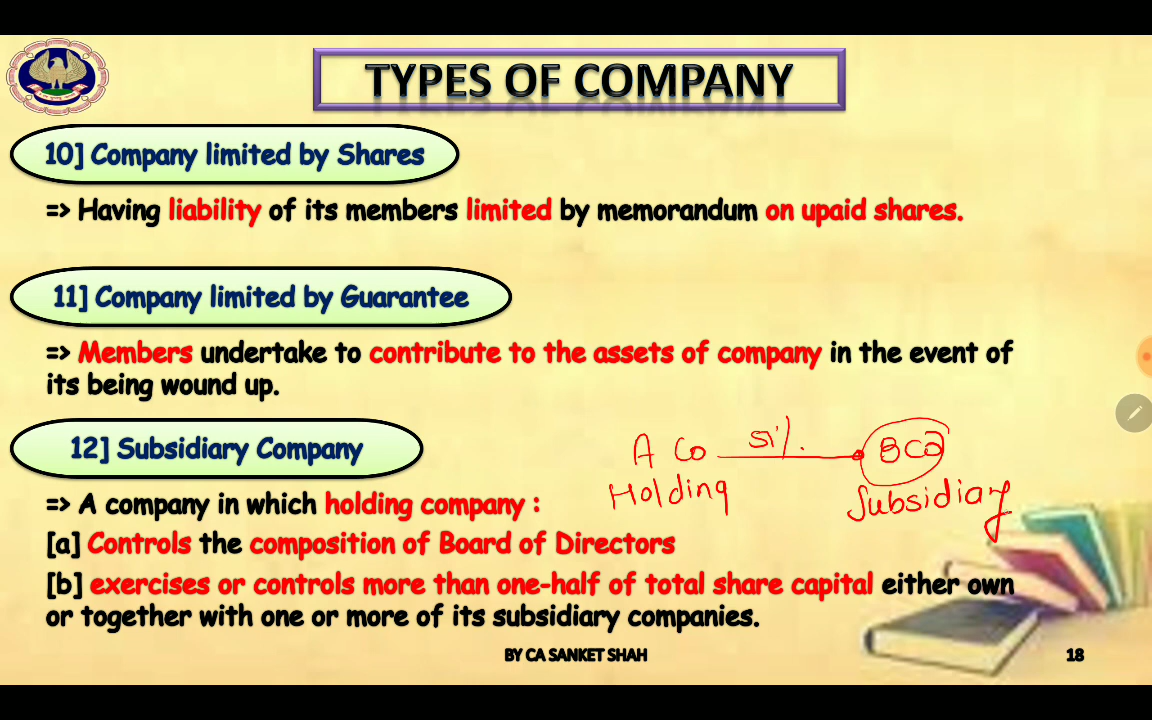 TYPES OF COMPANY
10] Company limited by Shares
=> Having liability of its members limited by memorandum on upaid shares.
11] Company limited by Guarantee
=> Members undertake to contribute to the assets of company in the event of
its being wound up.
12] Subsidiary Company
A Co 51%. B Co
Holding Subsidiary
=> A company in which holding company :
[a] Controls the composition of Board of Directors
[b] exercises or controls more than one-half of total share capital either own
or together with one or more of its subsidiary companies.
BY CA SANKET SHAH
18